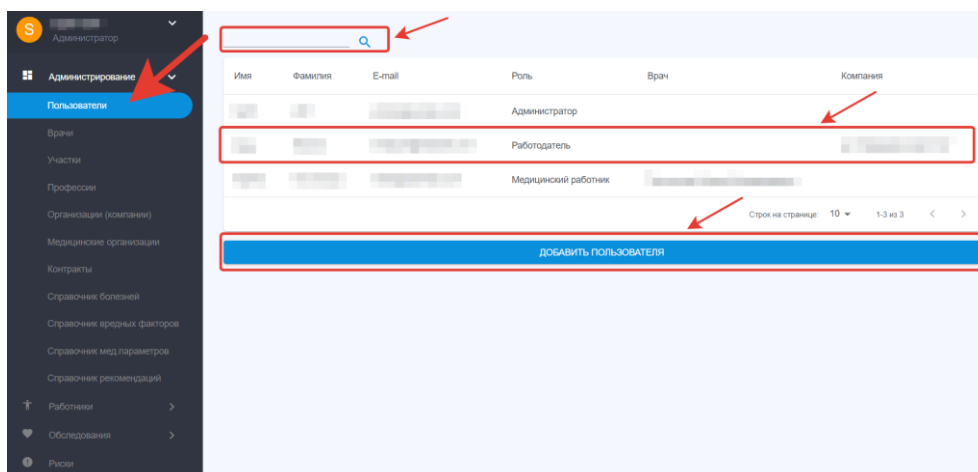 S
Администратор
Администрирование
Пользователи
Врачи
Участки
Профессии
Организации (компании)
Медицинские организации
Контракты
Справочник болезней
Справочник вредных факторов
Справочник мед.параметров
Справочник рекомендаций
Работники
Обследования
Риски
Имя Фамилия E-mail Роль Врач Компания
Администратор
Работодатель
Медицинский работник
Строк на странице: 10 1-3 из 3
ДОБАВИТЬ ПОЛЬЗОВАТЕЛЯ